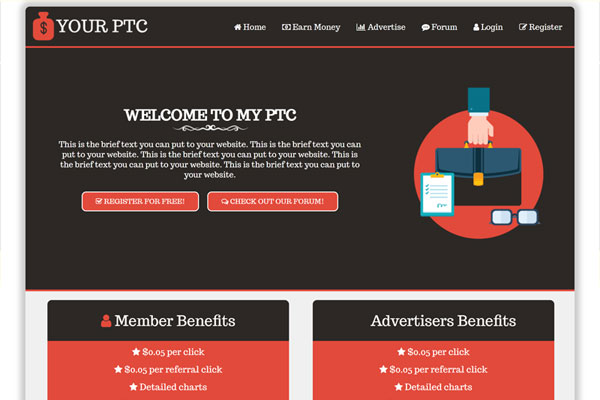 $ YOUR PTC
Home Earn Money Advertise Forum Login Register
WELCOME TO MY PTC
This is the brief text you can put to your website. This is the brief text you can
put to your website. This is the brief text you can put to your website. This is
the brief text you can put to your website. This is the brief text you can put to
your website.
REGISTER FOR FREE! CHECK OUT OUR FORUM!
Member Benefits
$0.05 per click
$0.05 per referral click
Detailed charts
Advertisers Benefits
$0.05 per click
$0.05 per referral click
Detailed charts